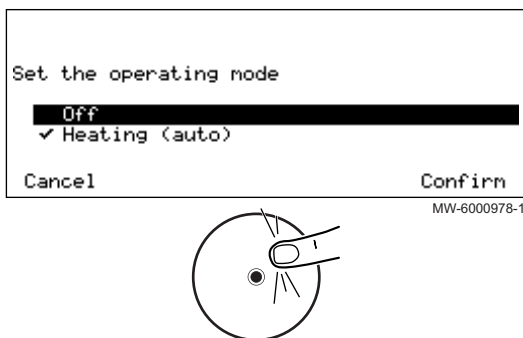 Set the operating mode
Off
✔ Heating (auto)
Cancel Confirm
MW-6000978-1